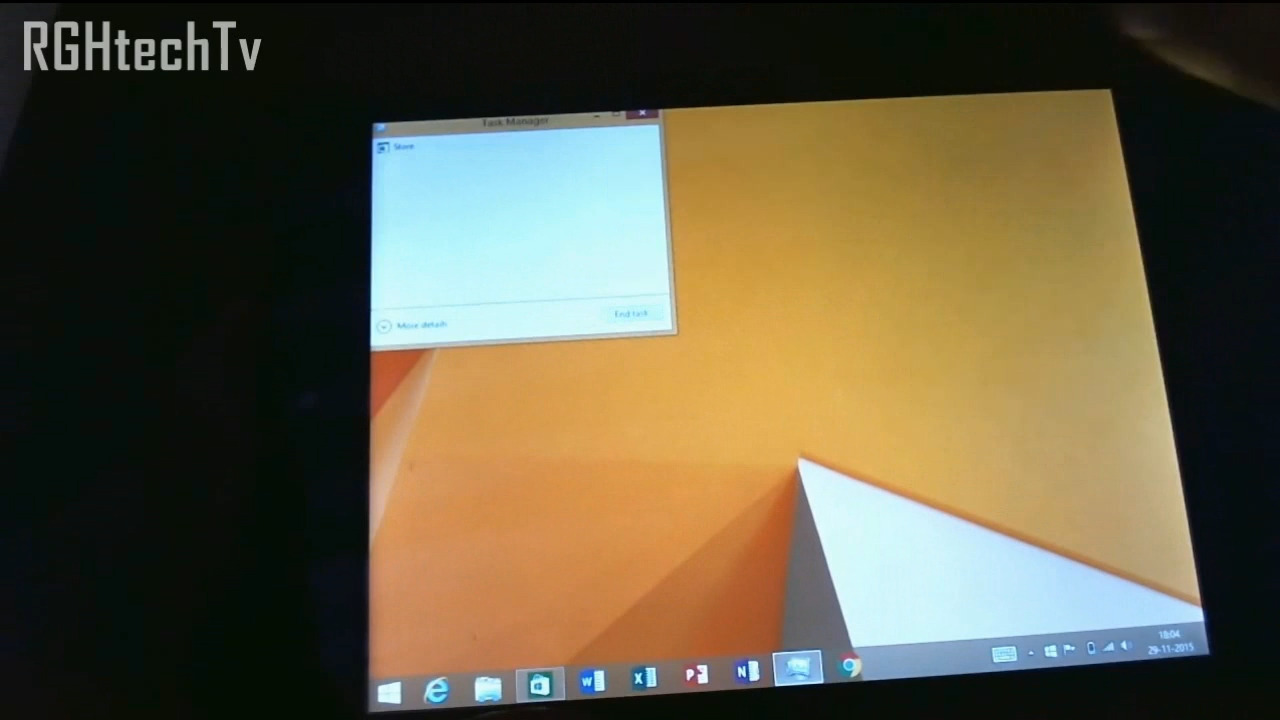 RGHtechTv
Task Manager
Store
More details
End task
18:04
29-11-2015